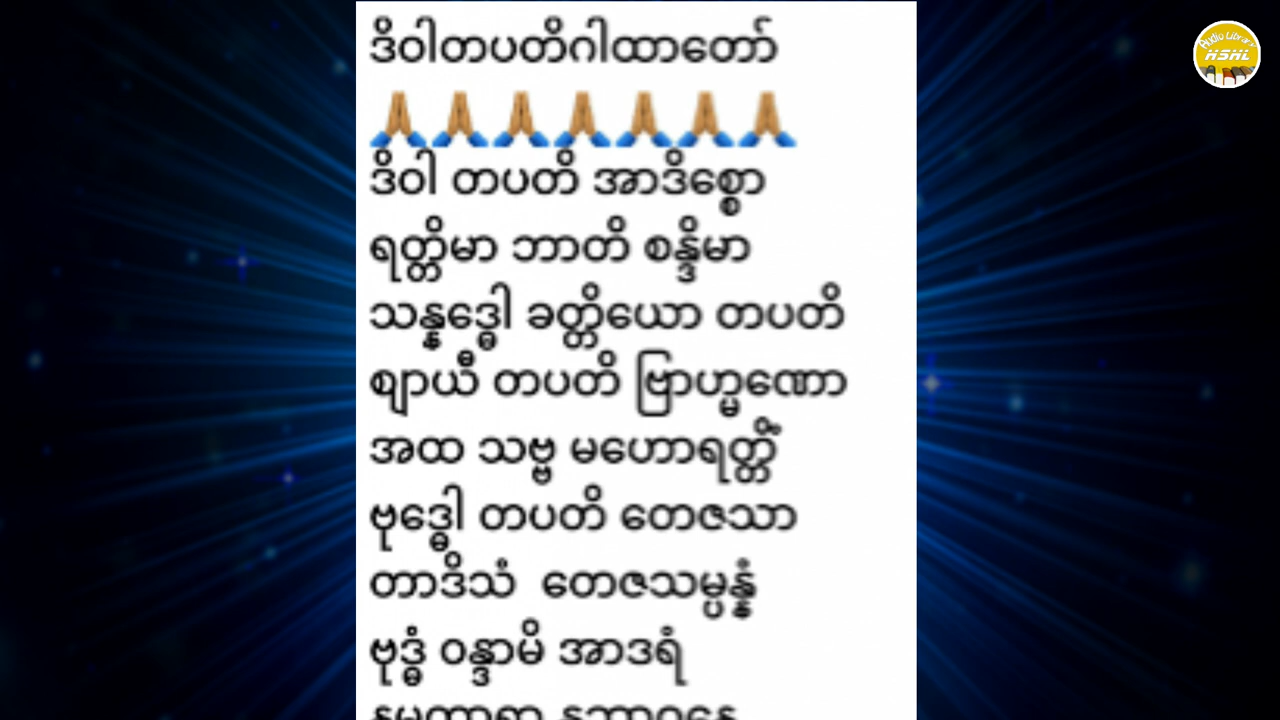 ဒိဝါတပတိဂါထာတော်
🙏🏽🙏🏽🙏🏽🙏🏽🙏🏽🙏🏽🙏🏽
ဒိဝါ တပတိ အာဒိစ္စော
ရတ္တိမာ ဘာတိ စန္ဒိမာ
သန္နဒ္ဓေါ ခတ္တိယော တပတိ
ဈာယီ တပတိ ဗြာဟ္မဏော
အထ သဗ္ဗ မဟောရတ္တိံ
ဗုဒ္ဓေါ တပတိ တေဇသာ
တာဒိသံ တေဇသမ္ပန္နံ
ဗုဒ္ဓံ ဝန္ဒာမိ အာဒရံ
Audio Library
HSHL